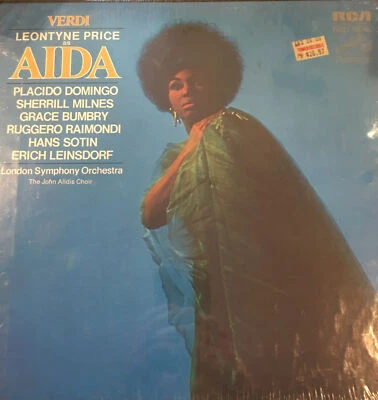 VERDI
LEONTYNE PRICE
as
AIDA
PLACIDO DOMINGO
SHERRILL MILNES
GRACE BUMBRY
RUGGERO RAIMONDI
HANS SOTIN
ERICH LEINSDORF
London Symphony Orchestra
The John Alldis Choir
RCA